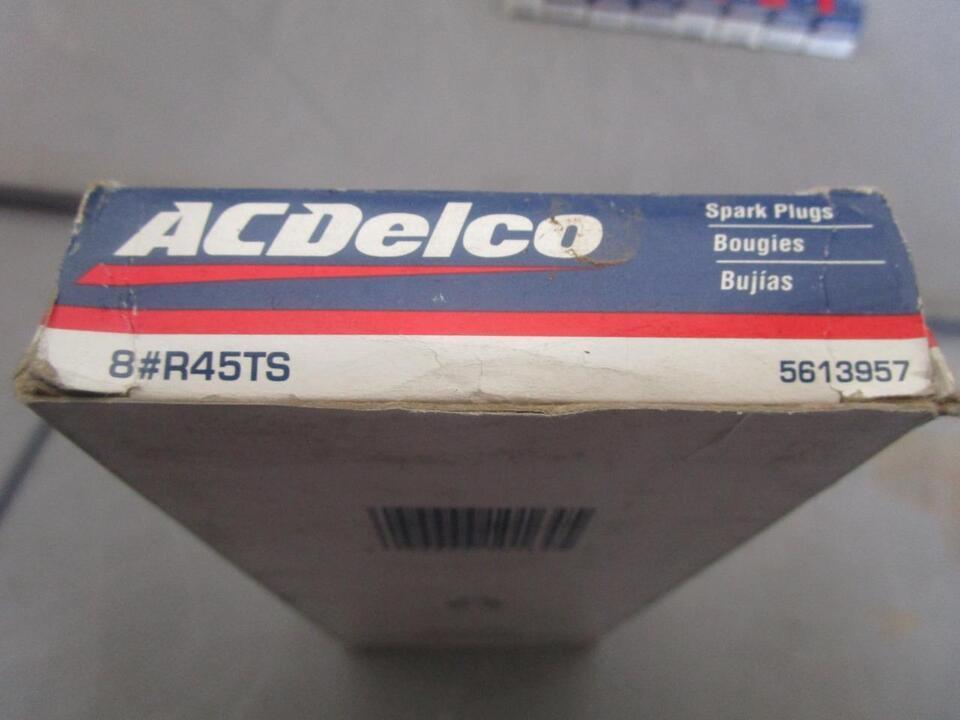 ACDelco
Spark Plugs
Bougies
Bujías
8#R45TS
5613957